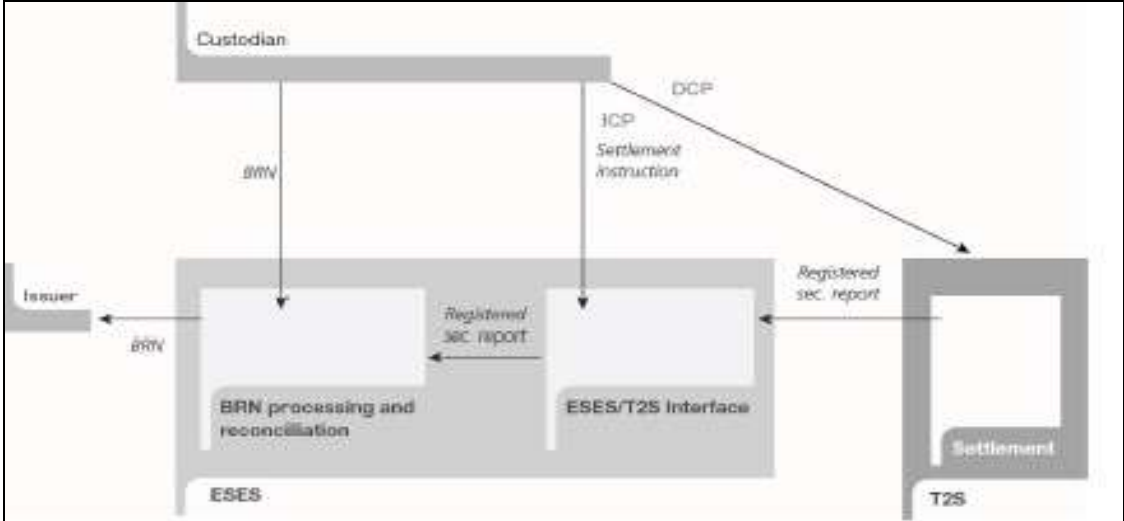 Custodian
DCP
ICP
Settlement
instruction
BRN
Registered
sec. report
Issuer
Registered
sec. report
BRN
BRN processing and
reconcilliation
ESES/T2S Interface
Settlement
ESES
T2S